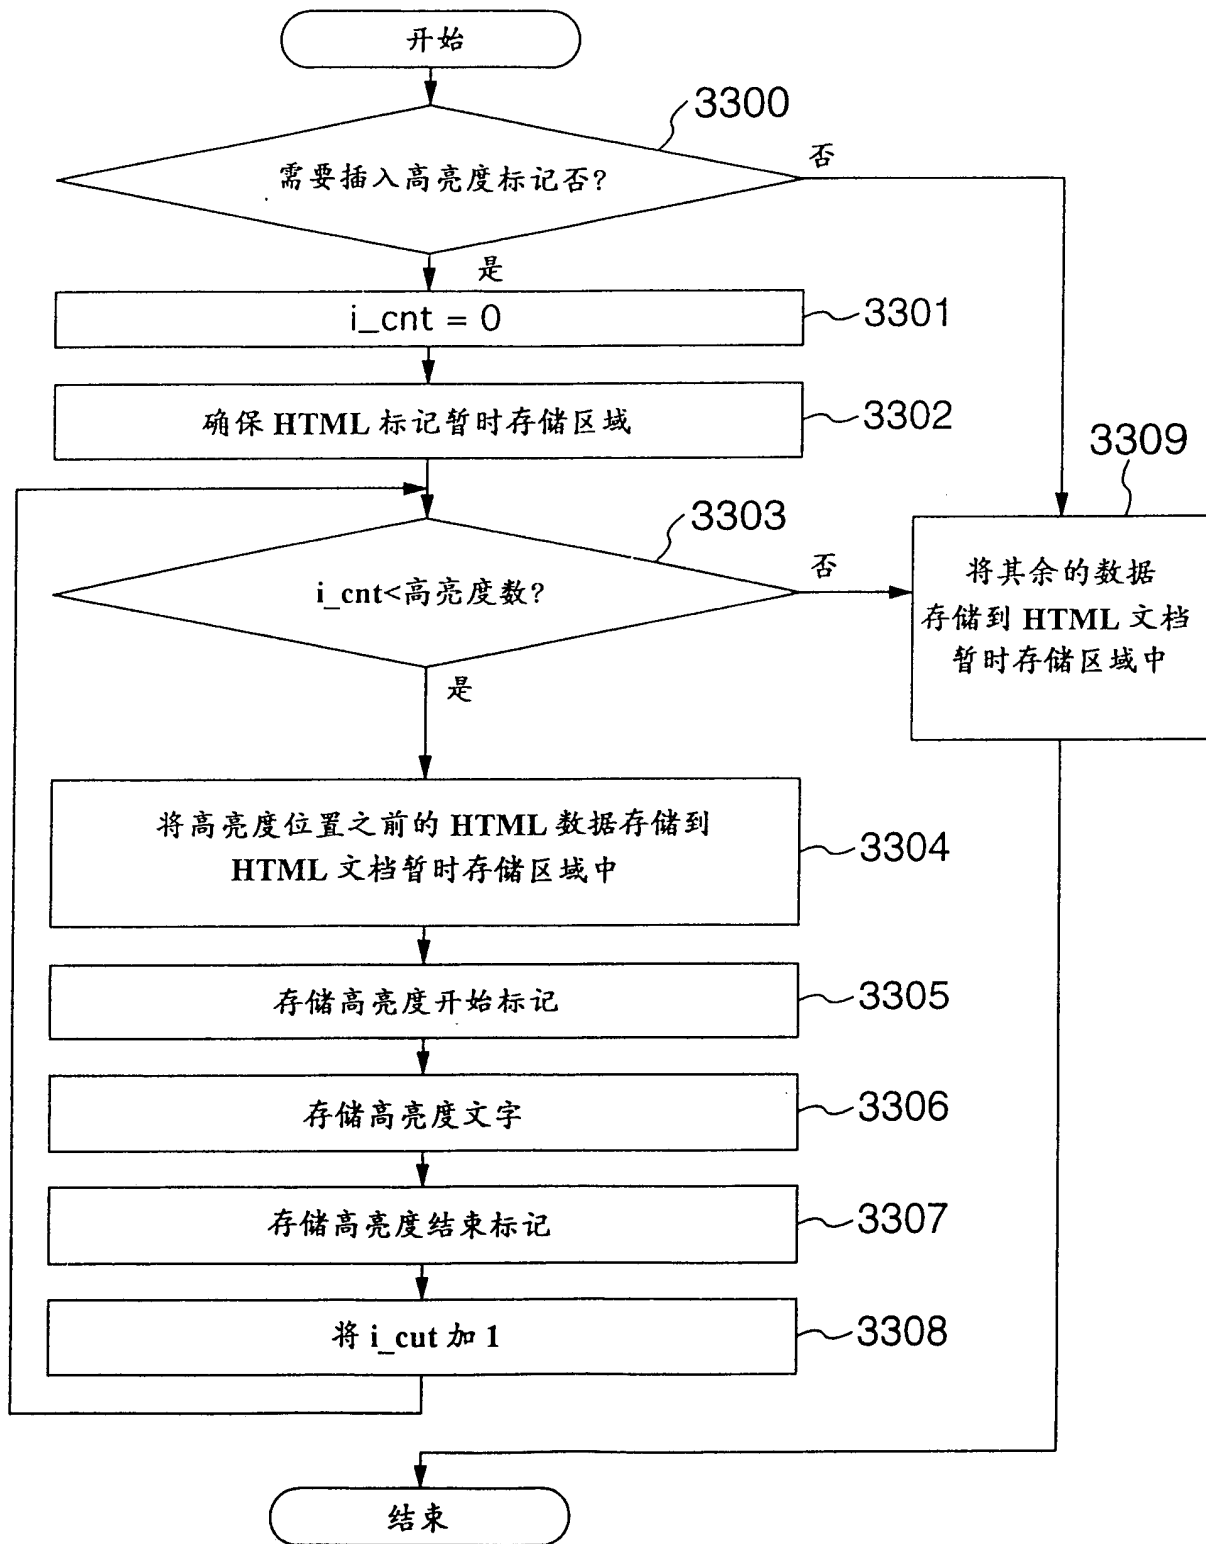 开始
3300
需要插入高亮度标记否?
否
是
i_cnt = 0
3301
确保 HTML 标记暂时存储区域
3302
3309
3303
i_cnt<高亮度数?
否
将其余的数据
存储到 HTML 文档
暂时存储区域中
是
将高亮度位置之前的 HTML 数据存储到
HTML 文档暂时存储区域中
3304
存储高亮度开始标记
3305
存储高亮度文字
3306
存储高亮度结束标记
3307
将 i_cut 加 1
3308
结束